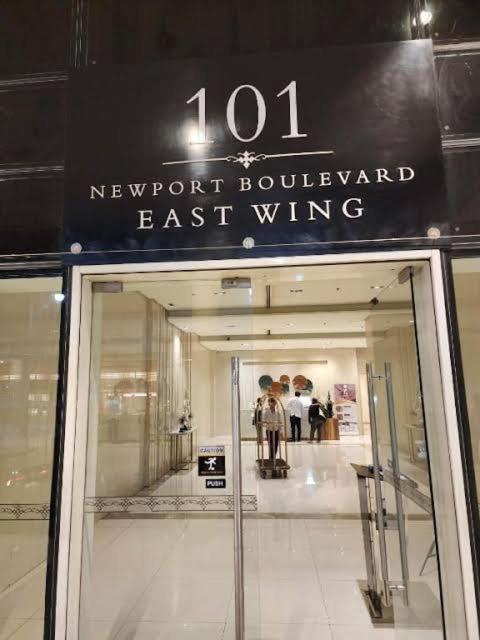 101
NEWPORT BOULEVARD
EAST WING
CAUTION
PUSH